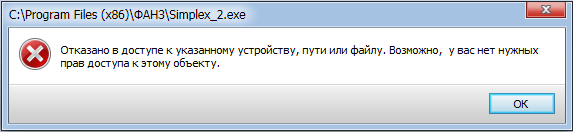 C:\Program Files (x86)\ФАНЗ\Simplex_2.exe
Отказано в доступе к указанному устройству, пути или файлу. Возможно, у вас нет нужных
прав доступа к этому объекту.
ОК